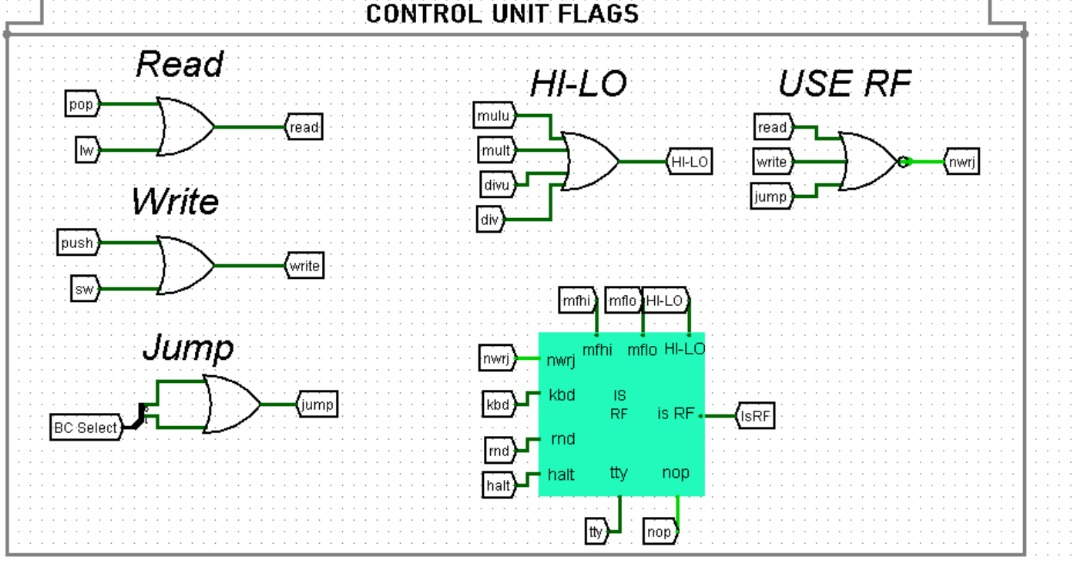 CONTROL UNIT FLAGS
Read
pop
lw
read
Write
push
sw
write
Jump
BC Select
jump
HI-LO
mulu
mult
divu
div
HI-LO
USE RF
read
write
jump
nwrj
mfhi
mflo
HI-LO
nwrj
kbd
rnd
halt
mfhi
mflo
HI-LO
nwrj
kbd
rnd
halt
IS
RF
is RF
tty
nop
IsRF
tty
nop